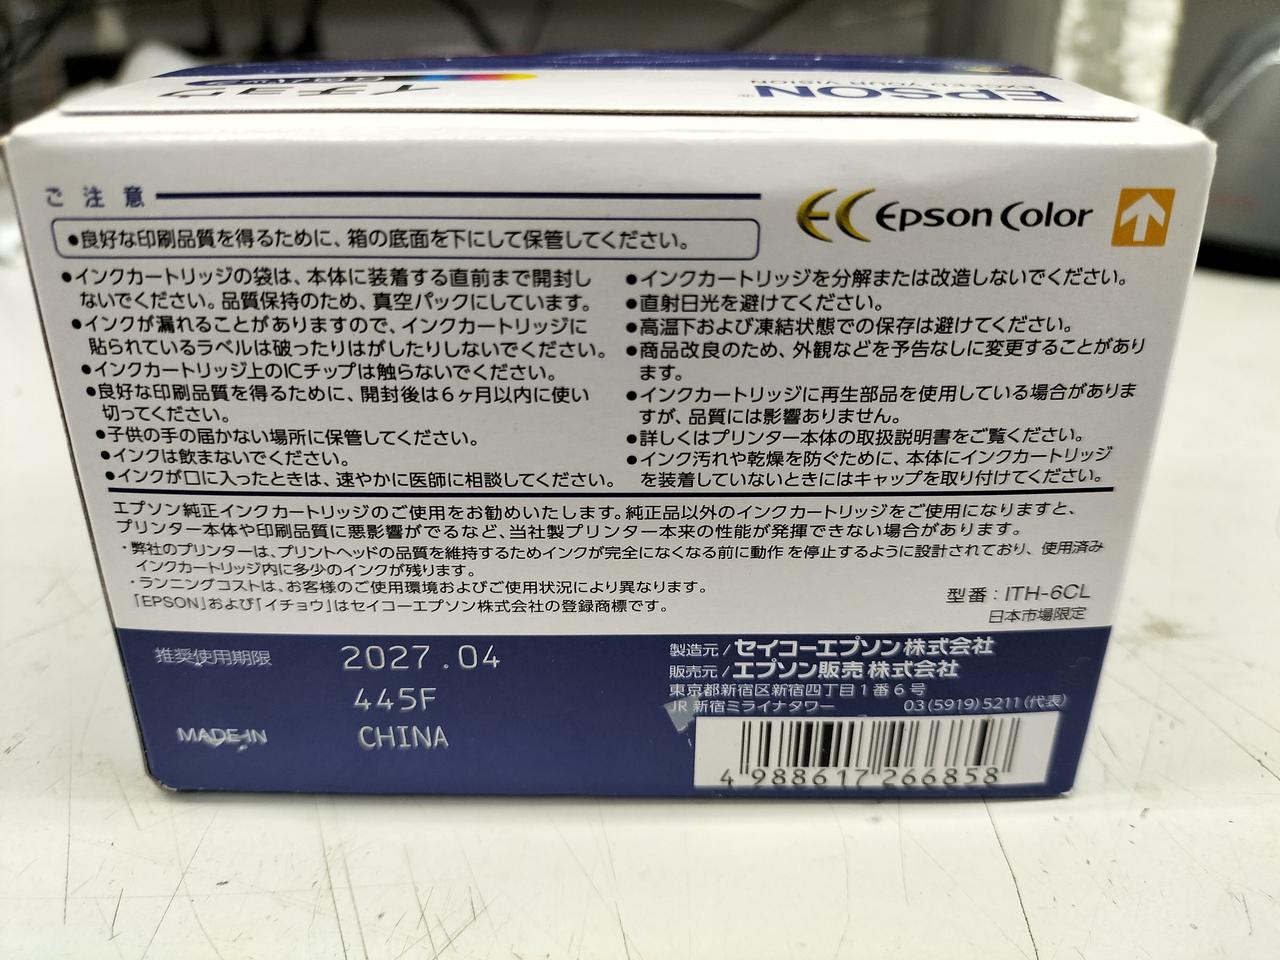 イチョウ
6色パック
EPSON
EXCEED YOUR VISION
ご注意
Epson Color
●良好な印刷品質を得るために、箱の底面を下にして保管してください。
●インクカートリッジの袋は、本体に装着する直前まで開封し
ないでください。品質保持のため、真空パックにしています。
●インクが漏れることがありますので、インクカートリッジに
貼られているラベルは破ったりはがしたりしないでください。
●インクカートリッジ上のICチップは触らないでください。
●良好な印刷品質を得るために、開封後は6ヶ月以内に使い
切ってください。
●子供の手の届かない場所に保管してください。
●インクは飲まないでください。
●インクが口に入ったときは、速やかに医師に相談してください。
●インクカートリッジを分解または改造しないでください。
●直射日光を避けてください。
●高温下および凍結状態での保存は避けてください。
●商品改良のため、外観などを予告なしに変更することがあり
ます。
●インクカートリッジに再生部品を使用している場合がありま
すが、品質には影響ありません。
●詳しくはプリンター本体の取扱説明書をご覧ください。
●インク汚れや乾燥を防ぐために、本体にインクカートリッジ
を装着していないときにはキャップを取り付けてください。
エプソン純正インクカートリッジのご使用をお勧めいたします。純正品以外のインクカートリッジをご使用になりますと、
プリンター本体や印刷品質に悪影響がでるなど、当社製プリンター本来の性能が発揮できない場合があります。
・弊社のプリンターは、プリントヘッドの品質を維持するためインクが完全になくなる前に動作を停止するように設計されており、使用済み
インクカートリッジ内に多少のインクが残ります。
・ランニングコストは、お客様のご使用環境およびご使用状況により異なります。
「EPSON」および「イチョウ」はセイコーエプソン株式会社の登録商標です。
型番：ITH-6CL
日本市場限定
推奨使用期限
2027.04
445F
MADE IN
CHINA
製造元/セイコーエプソン株式会社
販売元/エプソン販売株式会社
東京都新宿区新宿四丁目1番6号
JR新宿ミライナタワー 03(5919)5211(代表)
4 988617 266858